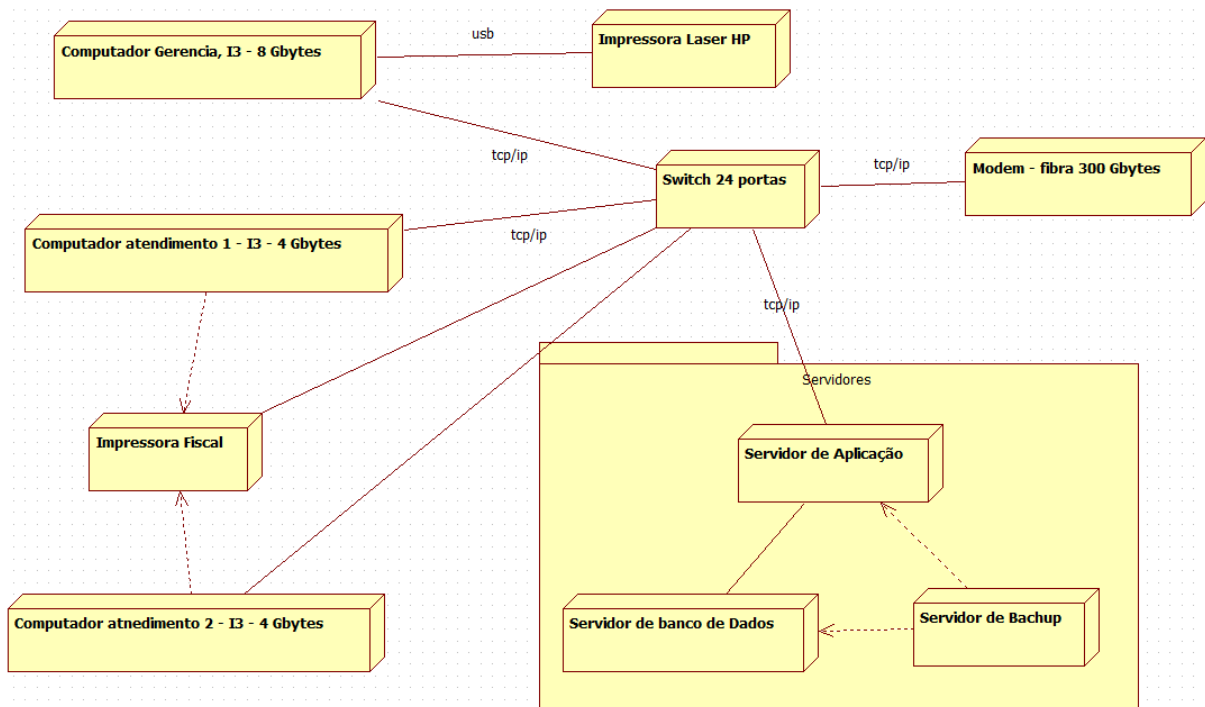 Computador Gerencia, I3 - 8 Gbytes
usb
Impressora Laser HP
tcp/ip
Switch 24 portas
tcp/ip
Modem - fibra 300 Gbytes
Computador atendimento 1 - I3 - 4 Gbytes
tcp/ip
tcp/ip
Servidores
Impressora Fiscal
Servidor de Aplicação
Computador atnedimento 2 - I3 - 4 Gbytes
Servidor de banco de Dados
Servidor de Bachup